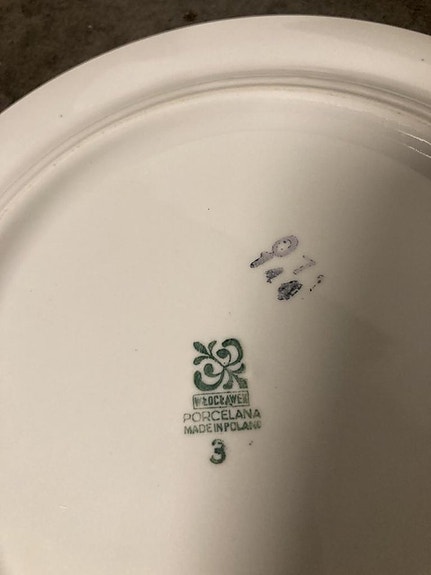 WŁOCŁAWEK
PORCELANA
MADE IN POLAND
3